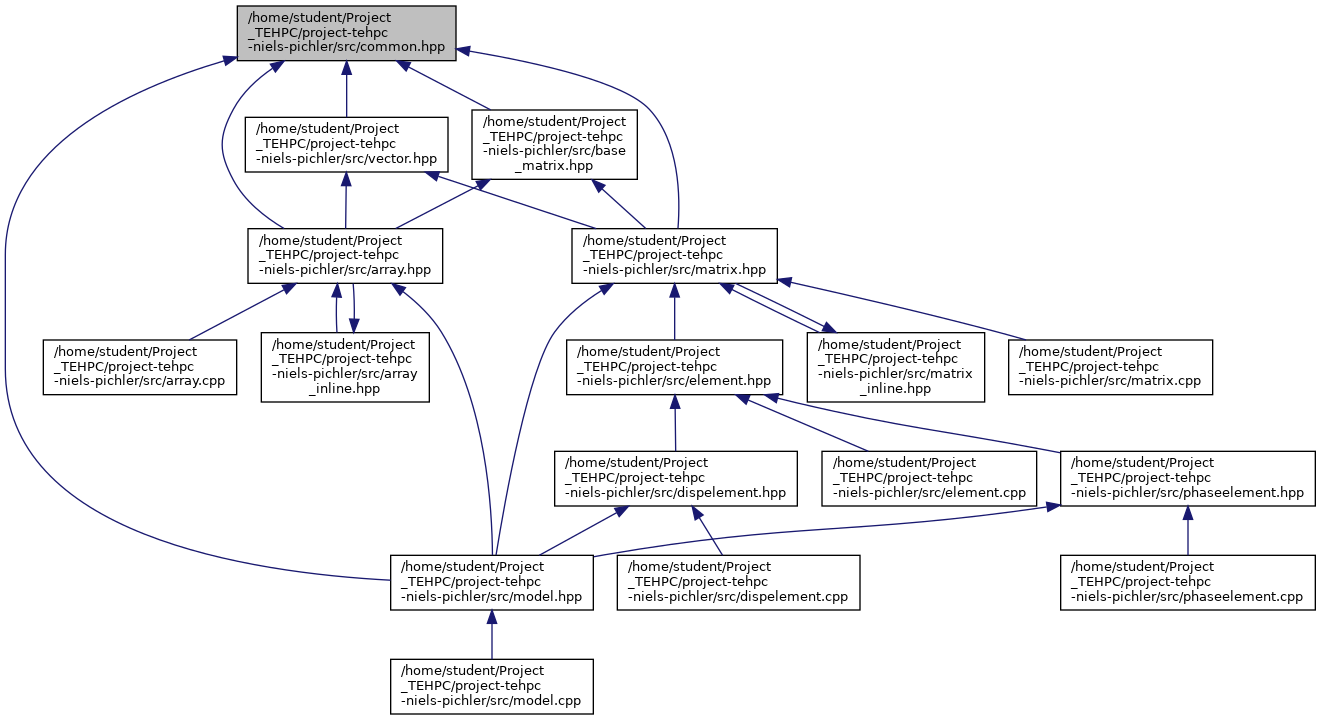 /home/student/Project
_TEHPC/project-tehpc
-niels-pichler/src/common.hpp
/home/student/Project
_TEHPC/project-tehpc
-niels-pichler/src/vector.hpp
/home/student/Project
_TEHPC/project-tehpc
-niels-pichler/src/base
_matrix.hpp
/home/student/Project
_TEHPC/project-tehpc
-niels-pichler/src/array.hpp
/home/student/Project
_TEHPC/project-tehpc
-niels-pichler/src/matrix.hpp
/home/student/Project
_TEHPC/project-tehpc
-niels-pichler/src/array.cpp
/home/student/Project
_TEHPC/project-tehpc
-niels-pichler/src/array
_inline.hpp
/home/student/Project
_TEHPC/project-tehpc
-niels-pichler/src/element.hpp
/home/student/Project
_TEHPC/project-tehpc
-niels-pichler/src/matrix
_inline.hpp
/home/student/Project
_TEHPC/project-tehpc
-niels-pichler/src/matrix.cpp
/home/student/Project
_TEHPC/project-tehpc
-niels-pichler/src/dispelement.hpp
/home/student/Project
_TEHPC/project-tehpc
-niels-pichler/src/element.cpp
/home/student/Project
_TEHPC/project-tehpc
-niels-pichler/src/phaseelement.hpp
/home/student/Project
_TEHPC/project-tehpc
-niels-pichler/src/model.hpp
/home/student/Project
_TEHPC/project-tehpc
-niels-pichler/src/dispelement.cpp
/home/student/Project
_TEHPC/project-tehpc
-niels-pichler/src/phaseelement.cpp
/home/student/Project
_TEHPC/project-tehpc
-niels-pichler/src/model.cpp